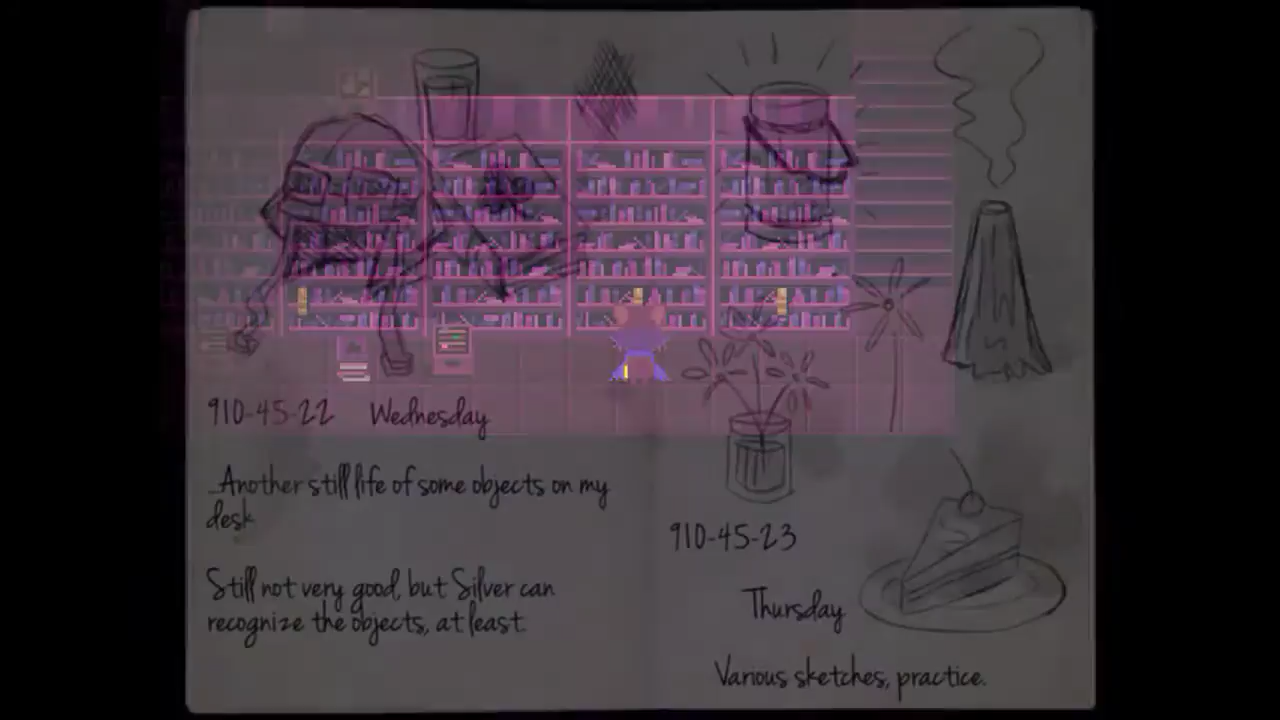 910-45-22 Wednesday
...Another still life of some objects on my
desk
Still not very good, but Silver can
recognize the objects, at least.
910-45-23
Thursday
Various sketches, practice.